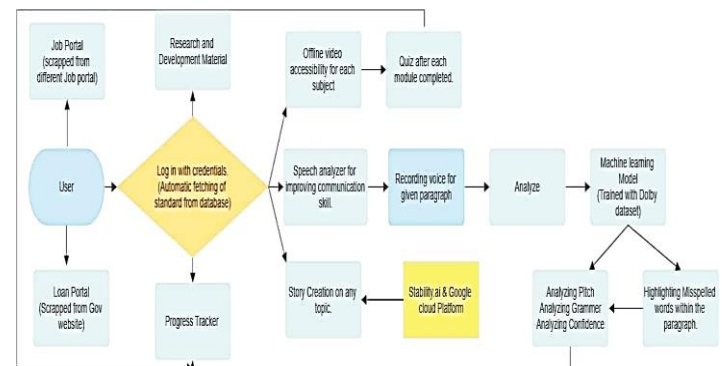 Job Portal
(scrapped from
different Job portal)
Research and
Development Material
Offline video
accessibility for each
subject
Quiz after each
module completed.
User
Log in with credentials.
(Automatic fetching of
standard from database)
Speech analyzer for
improving communication
skill.
Recording voice for
given paragraph
Analyze
Machine learning
Model
(Trained with Dolby
dataset)
Loan Portal
(Scrapped from Gov
website)
Progress Tracker
Story Creation on any
topic.
Stability.ai & Google
cloud Platform
Analyzing Pitch
Analyzing Grammer
Analyzing Confidence
Highlighting Misspelled
words within the
paragraph.